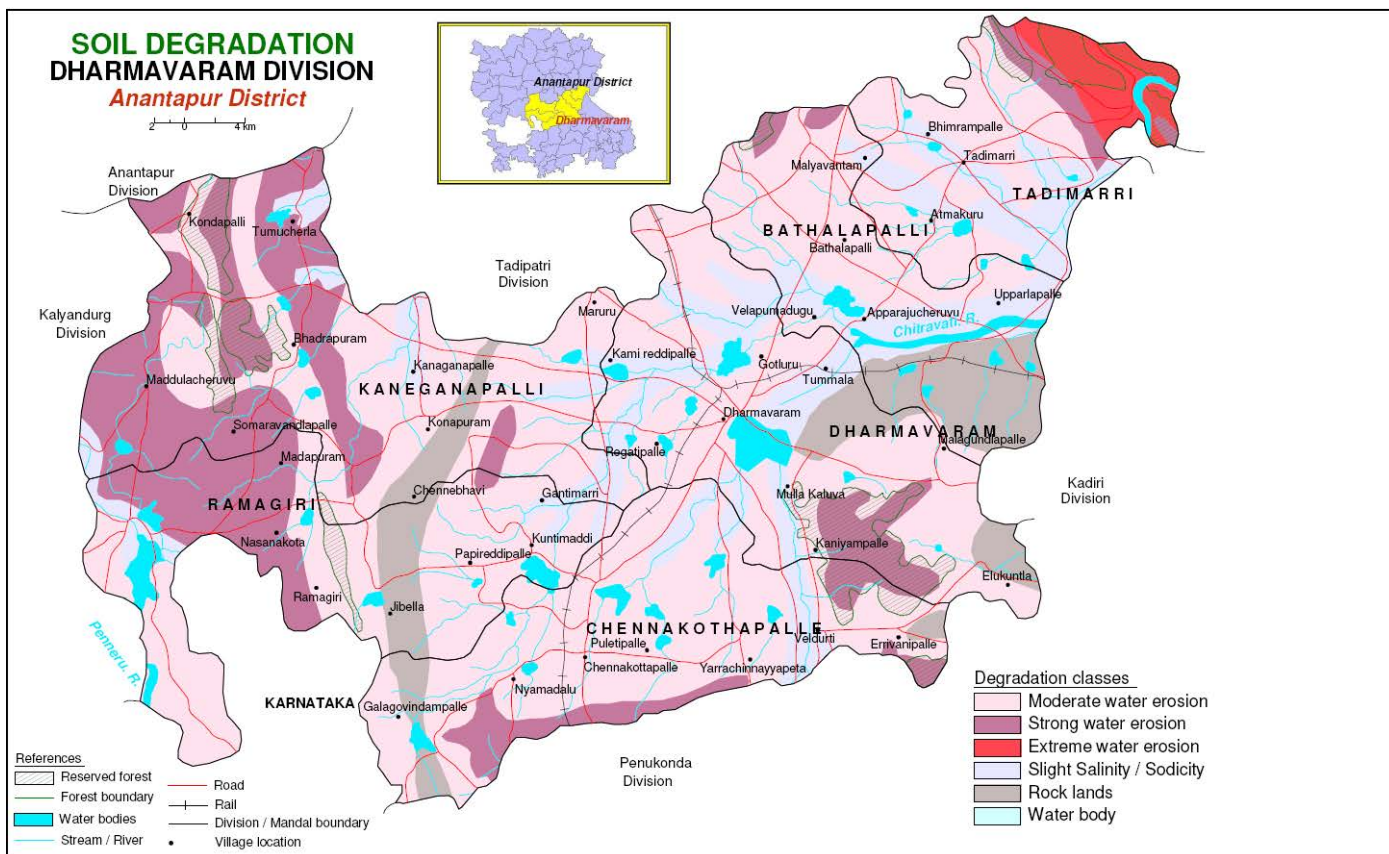 SOIL DEGRADATION
DHARMAVARAM DIVISION
Anantapur District
2 0 4 km
Anantapur District
Dharmavaram
Anantapur
Division
Kondapalli
Tumucherla
Kalyandurg
Division
Tadipatri
Division
Bhimrampalle
Malyavantam
Tadimarri
TADIMARRI
Atmakuru
BATHALAPALLI
Bathalapalli
Upparlapalle
Maruru
Velapumadugu
Apparajucheruvu
Chitravati. R.
Bhadrapuram
Kami reddipalle
Gotluru
Tummala
Maddulacheruvu
Kanaganapalle
KANEGANAPALLI
Konapuram
Dharmavaram
DHARMAVARAM
Malagundlapalle
Somaravandlapalle
Madapuram
Regatipalle
Kadiri
Division
RAMAGIRI
Chennebhavi
Gantimarri
Mulla Kaluva
Nasanakota
Kuntimaddi
Papireddipalle
Kaniyampalle
Elukuntla
Ramagiri
Jibella
CHENNAKOTHAPALLE
Veldurti
Errivanipalle
Puletipalle
Chennakottapalle
Yarrachinnayyapeta
Penneru. R.
Nyamadalu
KARNATAKA
Galagovindampalle
Penukonda
Division
Degradation classes
Moderate water erosion
Strong water erosion
Extreme water erosion
Slight Salinity / Sodicity
Rock lands
Water body
References
Reserved forest
Forest boundary
Water bodies
Stream / River
Road
Rail
Division / Mandal boundary
Village location